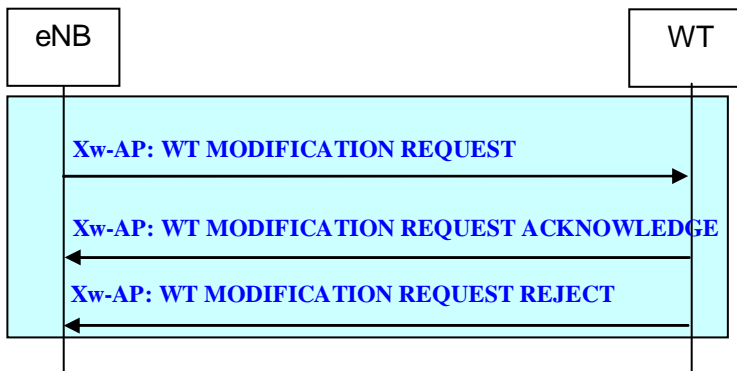 eNB
WT
Xw-AP: WT MODIFICATION REQUEST
Xw-AP: WT MODIFICATION REQUEST ACKNOWLEDGE
Xw-AP: WT MODIFICATION REQUEST REJECT